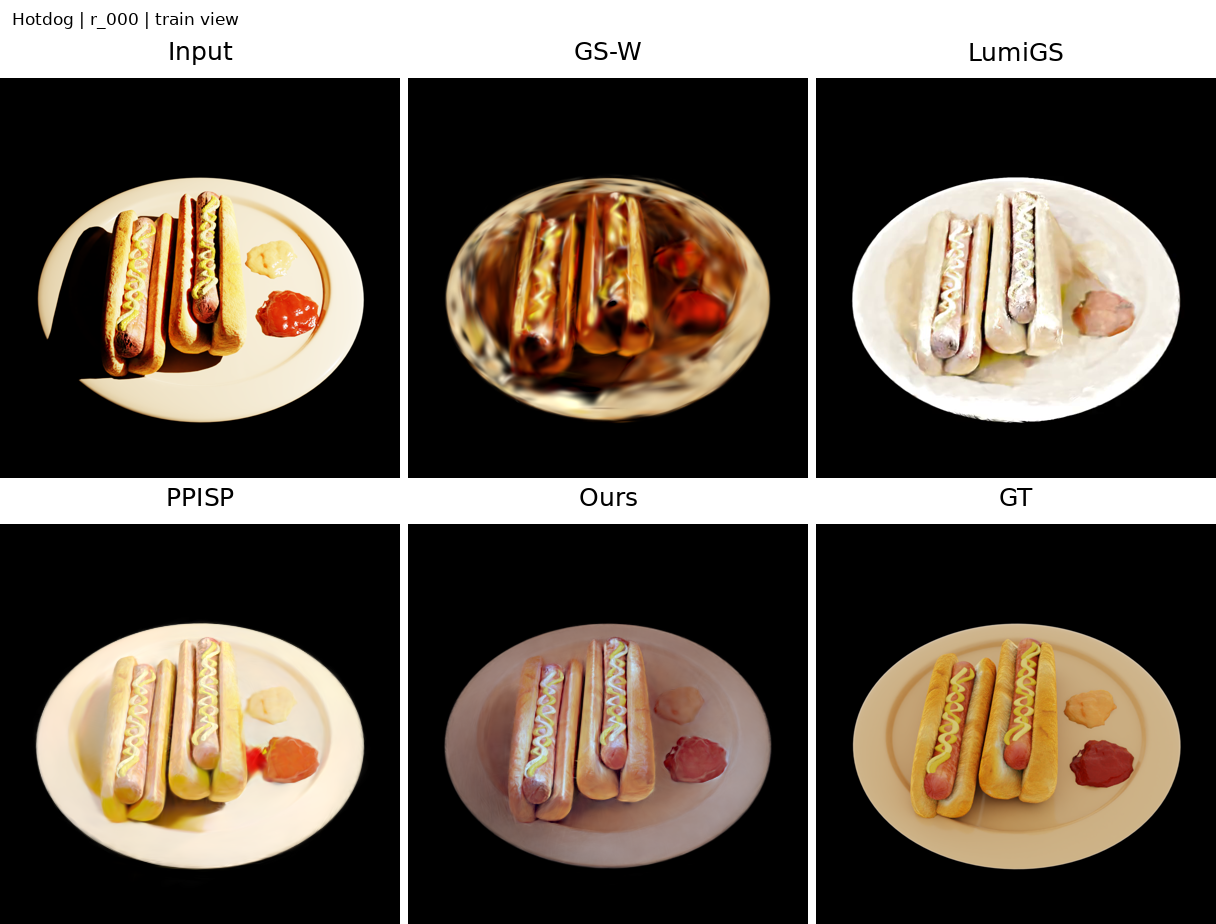 Hotdog | r_000 | train view
Input
GS-W
LumiGS
PPISP
Ours
GT